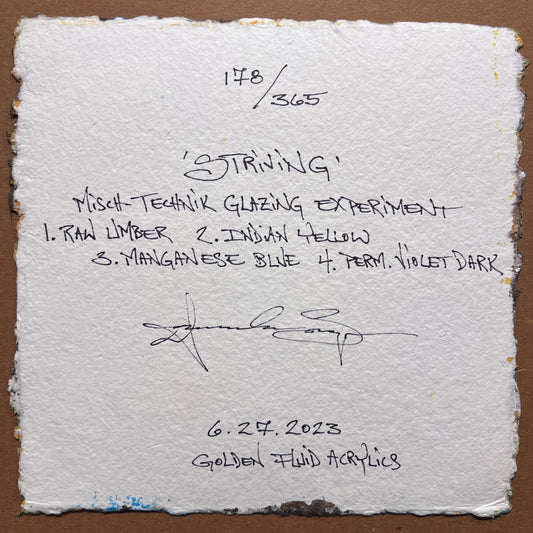 178/365
'STRIVING'
MISCH-TECHNIK GLAZING EXPERIMENT
1. RAW UMBER 2. INDIAN YELLOW
3. MANGANESE BLUE 4. PERM. VIOLET DARK
6.27.2023
GOLDEN FLUID ACRYLICS